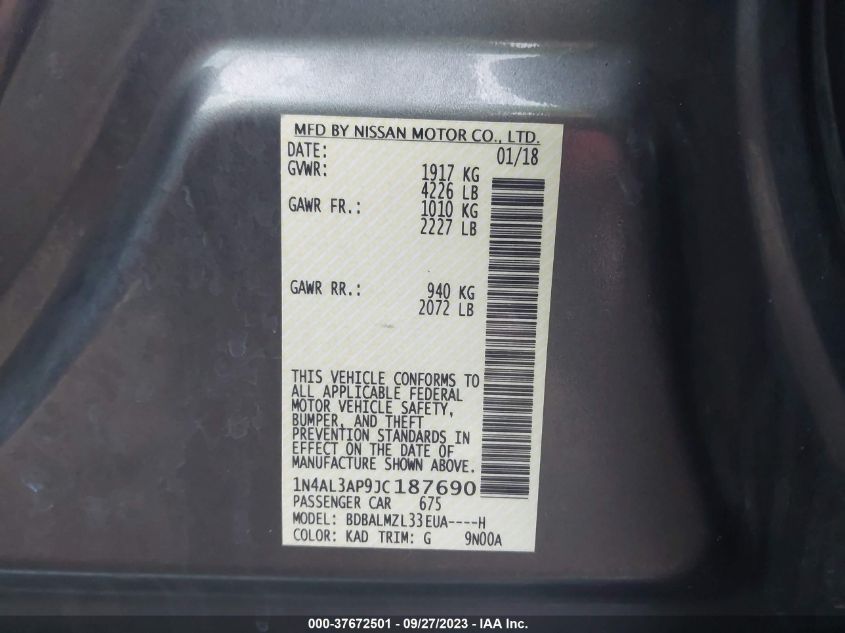 MFD BY NISSAN MOTOR CO., LTD.
DATE: 01/18
GVWR: 1917 KG
4226 LB
GAWR FR.: 1010 KG
2227 LB
GAWR RR.: 940 KG
2072 LB
THIS VEHICLE CONFORMS TO
ALL APPLICABLE FEDERAL
MOTOR VEHICLE SAFETY,
BUMPER, AND THEFT
PREVENTION STANDARDS IN
EFFECT ON THE DATE OF
MANUFACTURE SHOWN ABOVE.
1N4AL3AP9JC187690
PASSENGER CAR 675
MODEL: BDBALMZL33EUA----H
COLOR: KAD TRIM: G 9N00A
000-37672501 - 09/27/2023 - IAA Inc.